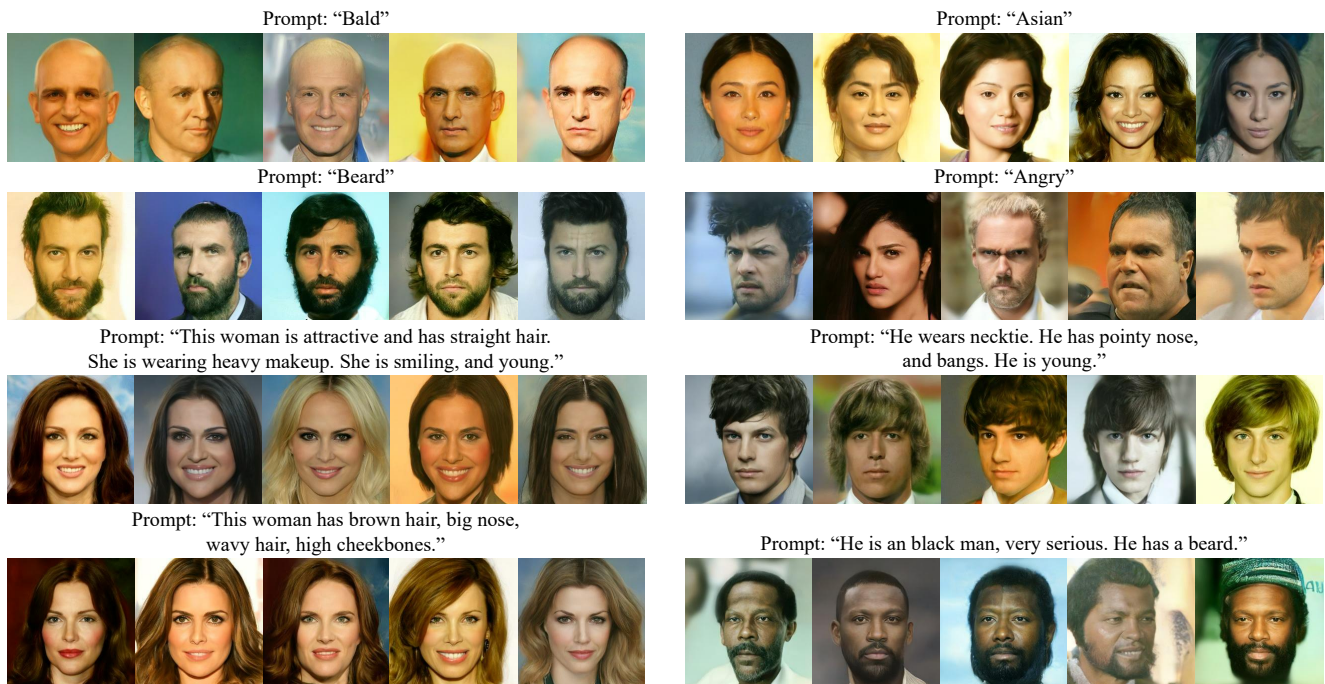 Prompt: “Bald”
Prompt: “Asian”
Prompt: “Beard”
Prompt: “Angry”
Prompt: “This woman is attractive and has straight hair.
She is wearing heavy makeup. She is smiling, and young.”
Prompt: “He wears necktie. He has pointy nose,
and bangs. He is young.”
Prompt: “This woman has brown hair, big nose,
wavy hair, high cheekbones.”
Prompt: “He is an black man, very serious. He has a beard.”